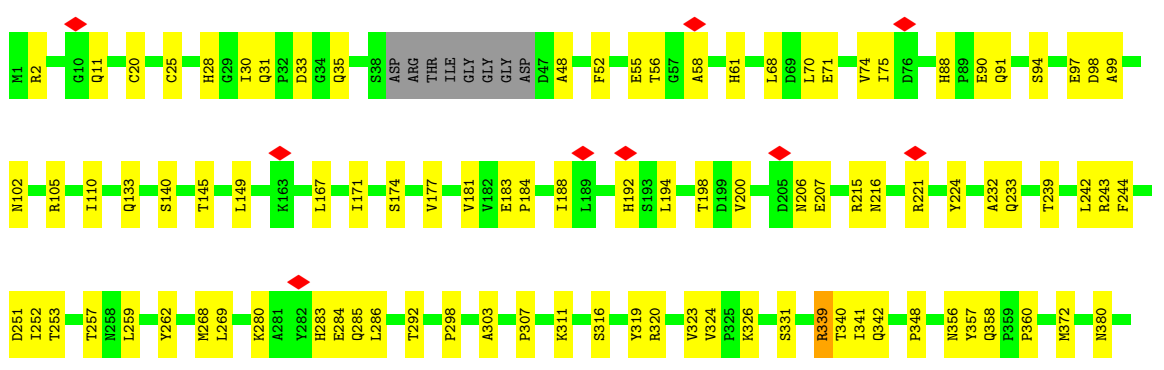 M1 R2 G10 Q11 C20 C25 H28 G29 I30 Q31 P32 D33 G34 Q35 S38 ASP ARG THR ILE GLY GLY GLY ASP D47 A48 F52 E55 T56 G57 A58 H61 L68 D69 L70 E71 V74 I75 D76 H88 P89 E90 Q91 S94 E97 D98 A99
N102 R105 I110 Q133 S140 T145 L149 K163 L167 I171 S174 V177 V181 V182 E183 P184 I188 L189 H192 S193 L194 T198 D199 V200 D205 N206 E207 R215 N216 R221 Y224 A232 Q233 T239 L242 R243 F244
D251 I252 T253 T257 N258 L259 Y262 M268 L269 K280 A281 Y282 H283 E284 Q285 L286 T292 P298 A303 P307 K311 S316 Y319 R320 V323 V324 P325 K326 S331 R339 T340 I341 Q342 P348 N356 Y357 Q358 P359 P360 M372 N380